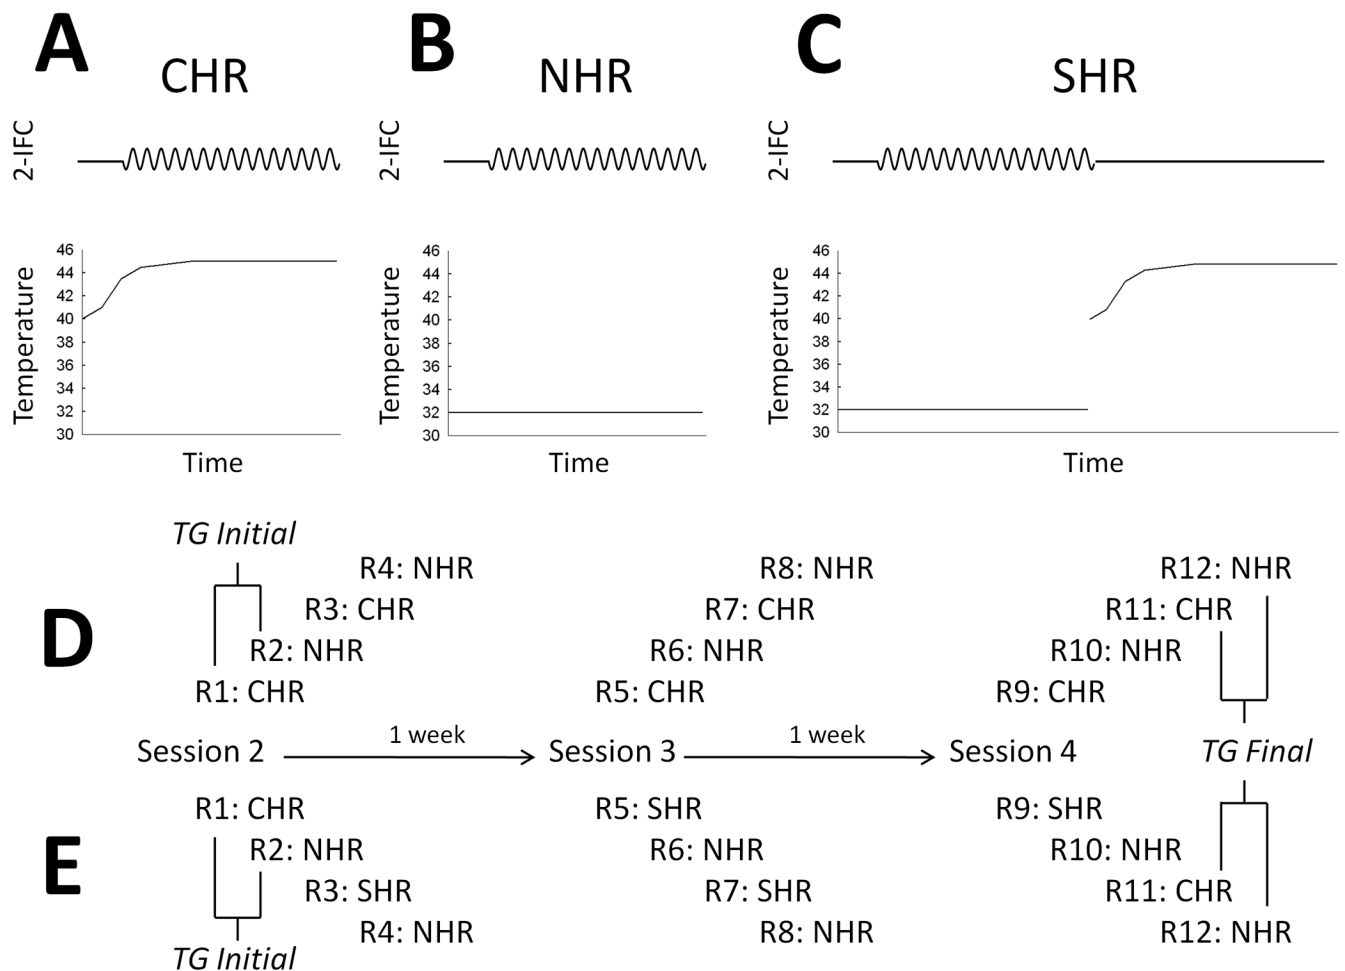 A
CHR
2-IFC
46
44
42
40
38
36
34
32
30
Temperature
Time
B
NHR
2-IFC
46
44
42
40
38
36
34
32
30
Temperature
Time
C
SHR
2-IFC
46
44
42
40
38
36
34
32
30
Temperature
Time
D
TG Initial
R4: NHR
R3: CHR
R2: NHR
R1: CHR
R8: NHR
R7: CHR
R6: NHR
R5: CHR
R12: NHR
R11: CHR
R10: NHR
R9: CHR
Session 2
1 week
Session 3
1 week
Session 4
TG Final
E
R1: CHR
R2: NHR
R3: SHR
R4: NHR
TG Initial
R5: SHR
R6: NHR
R7: SHR
R8: NHR
R9: SHR
R10: NHR
R11: CHR
R12: NHR